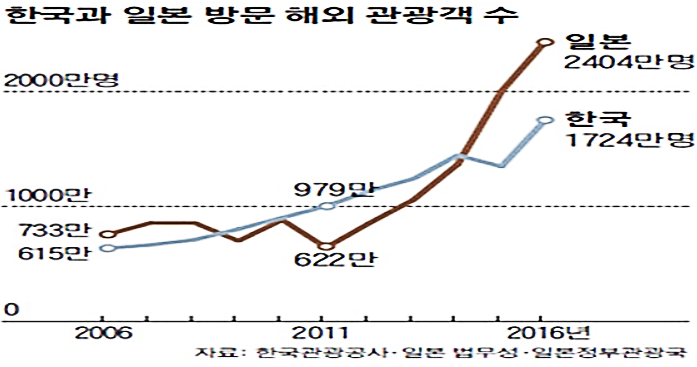 한국과 일본 방문 해외 관광객 수
일본
2404만 명
2000만명
한국
1724만 명
979만
1000만
733만
615만
622만
0
2006
2011
2016년
자료: 한국관광공사·일본 법무성·일본정부관광국